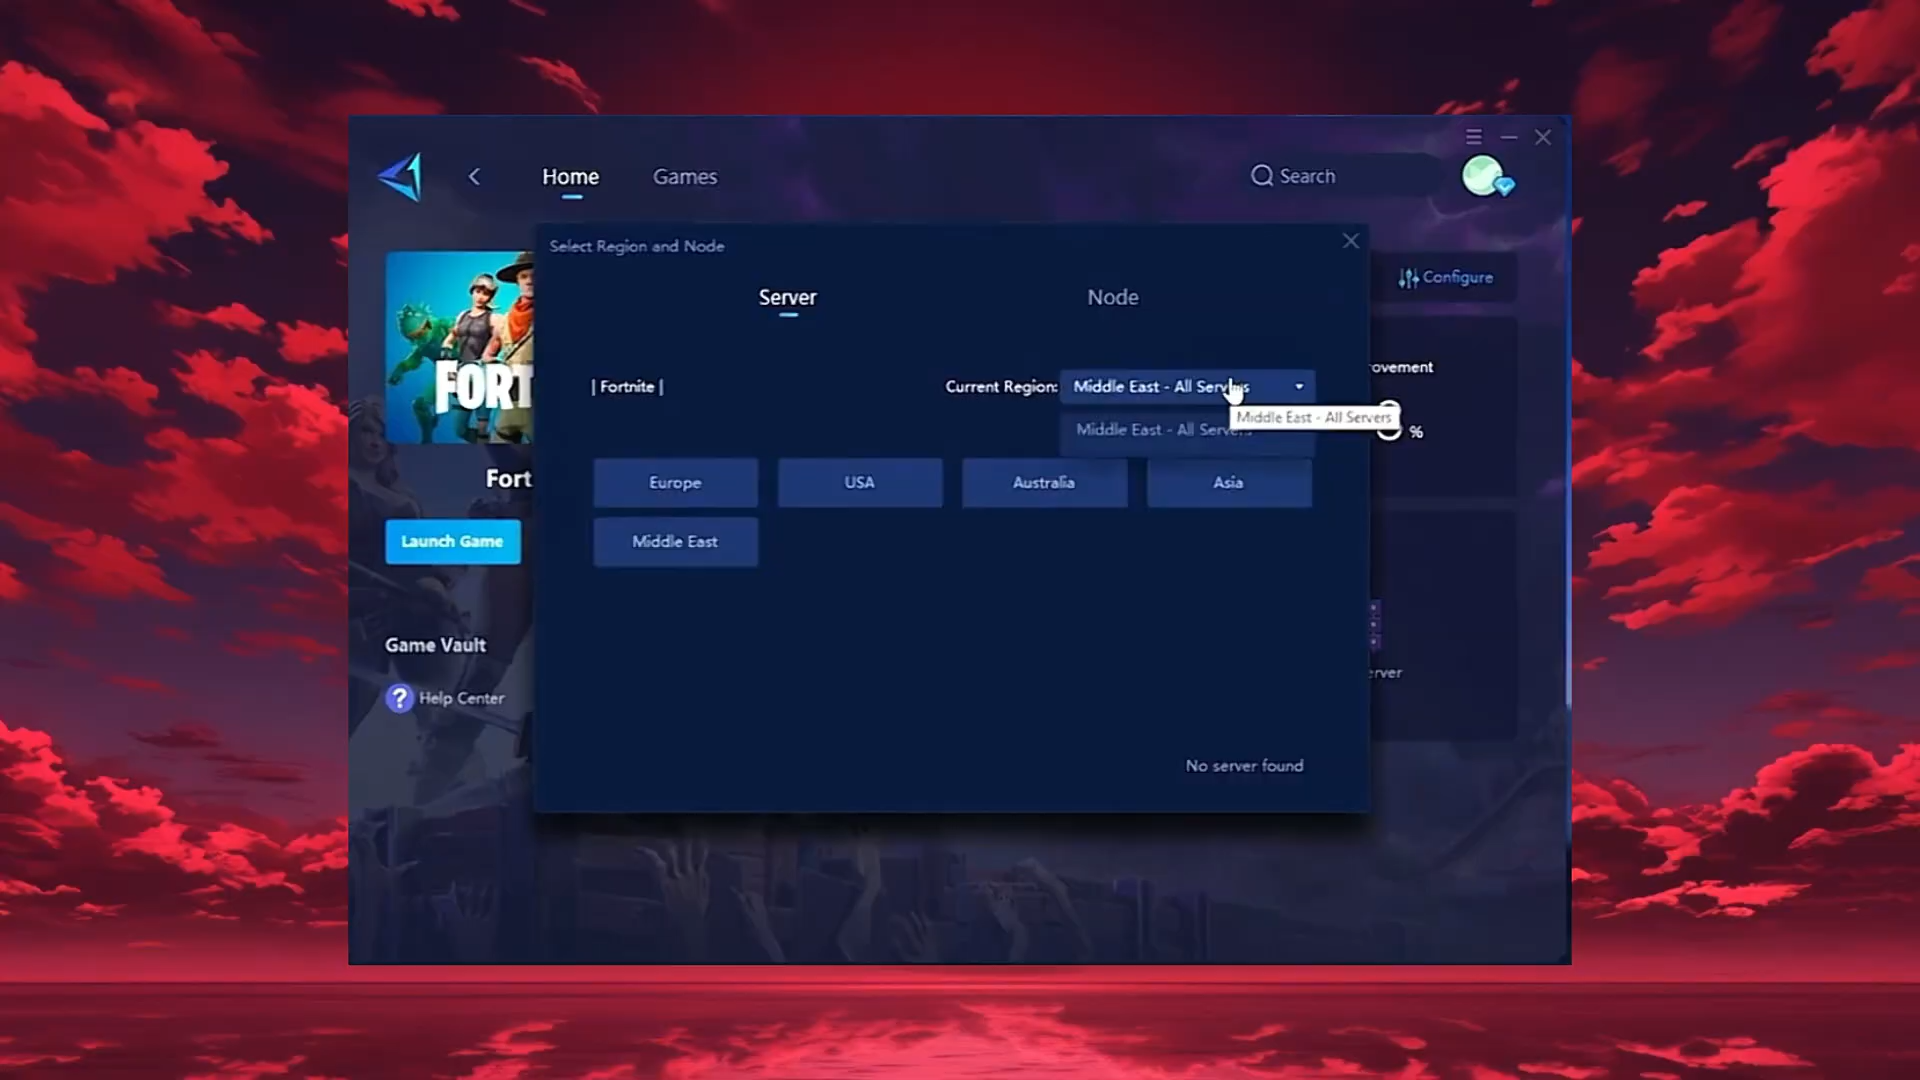 Home
Games
Search
Select Region and Node
Server
Node
Configure
| Fortnite |
Current Region:
Middle East - All Servers
Middle East - All Servers
Middle East - All Servers
ovement
%
FORT
Fort
Europe
USA
Australia
Asia
Middle East
Launch Game
Game Vault
? Help Center
erver
No server found